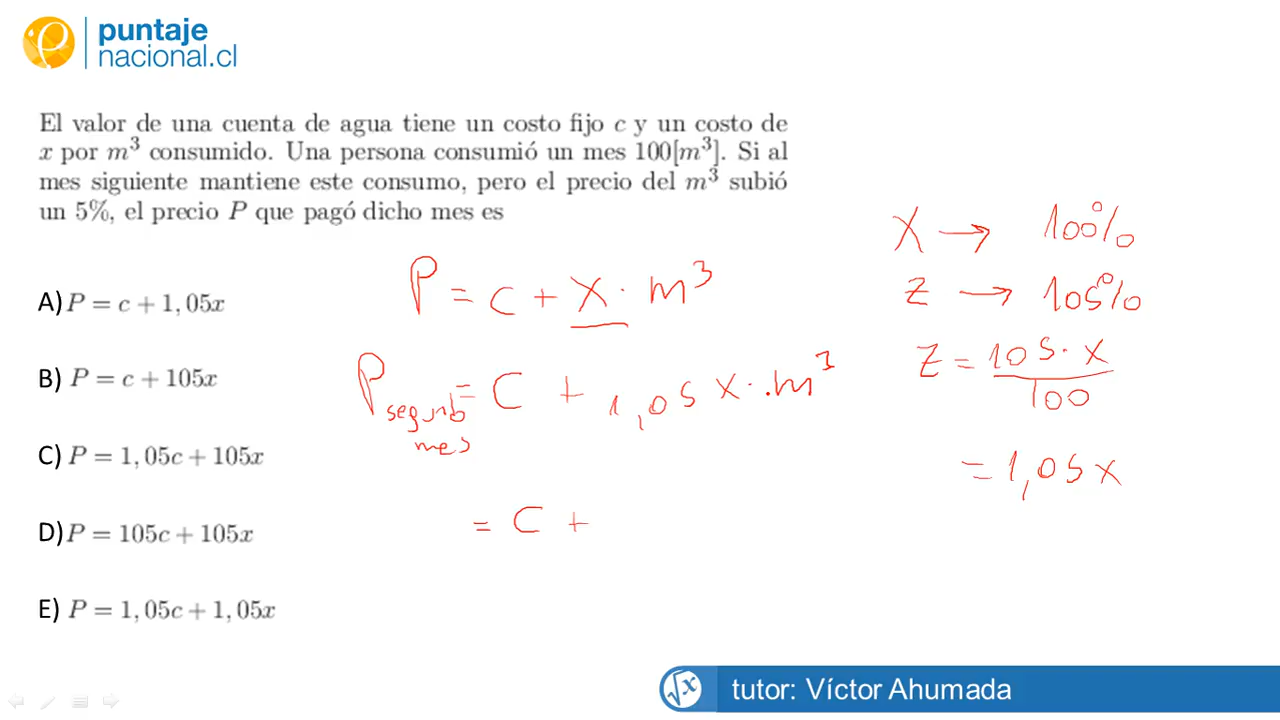 puntaje
nacional.cl
El valor de una cuenta de agua tiene un costo fijo c y un costo de
x por m³ consumido. Una persona consumió un mes 100[m³]. Si al
mes siguiente mantiene este consumo, pero el precio del m³ subió
un 5%, el precio P que pagó dicho mes es
A) P = c + 1,05x
B) P = c + 105x
C) P = 1,05c + 105x
D) P = 105c + 105x
E) P = 1,05c + 1,05x
P = c + x · m³
P segundo mes = C + 1,05 x · . m³
= C +
X → 100%
Z → 105%
Z = 105 · x / 100
= 1,05 x
√x
tutor: Víctor Ahumada